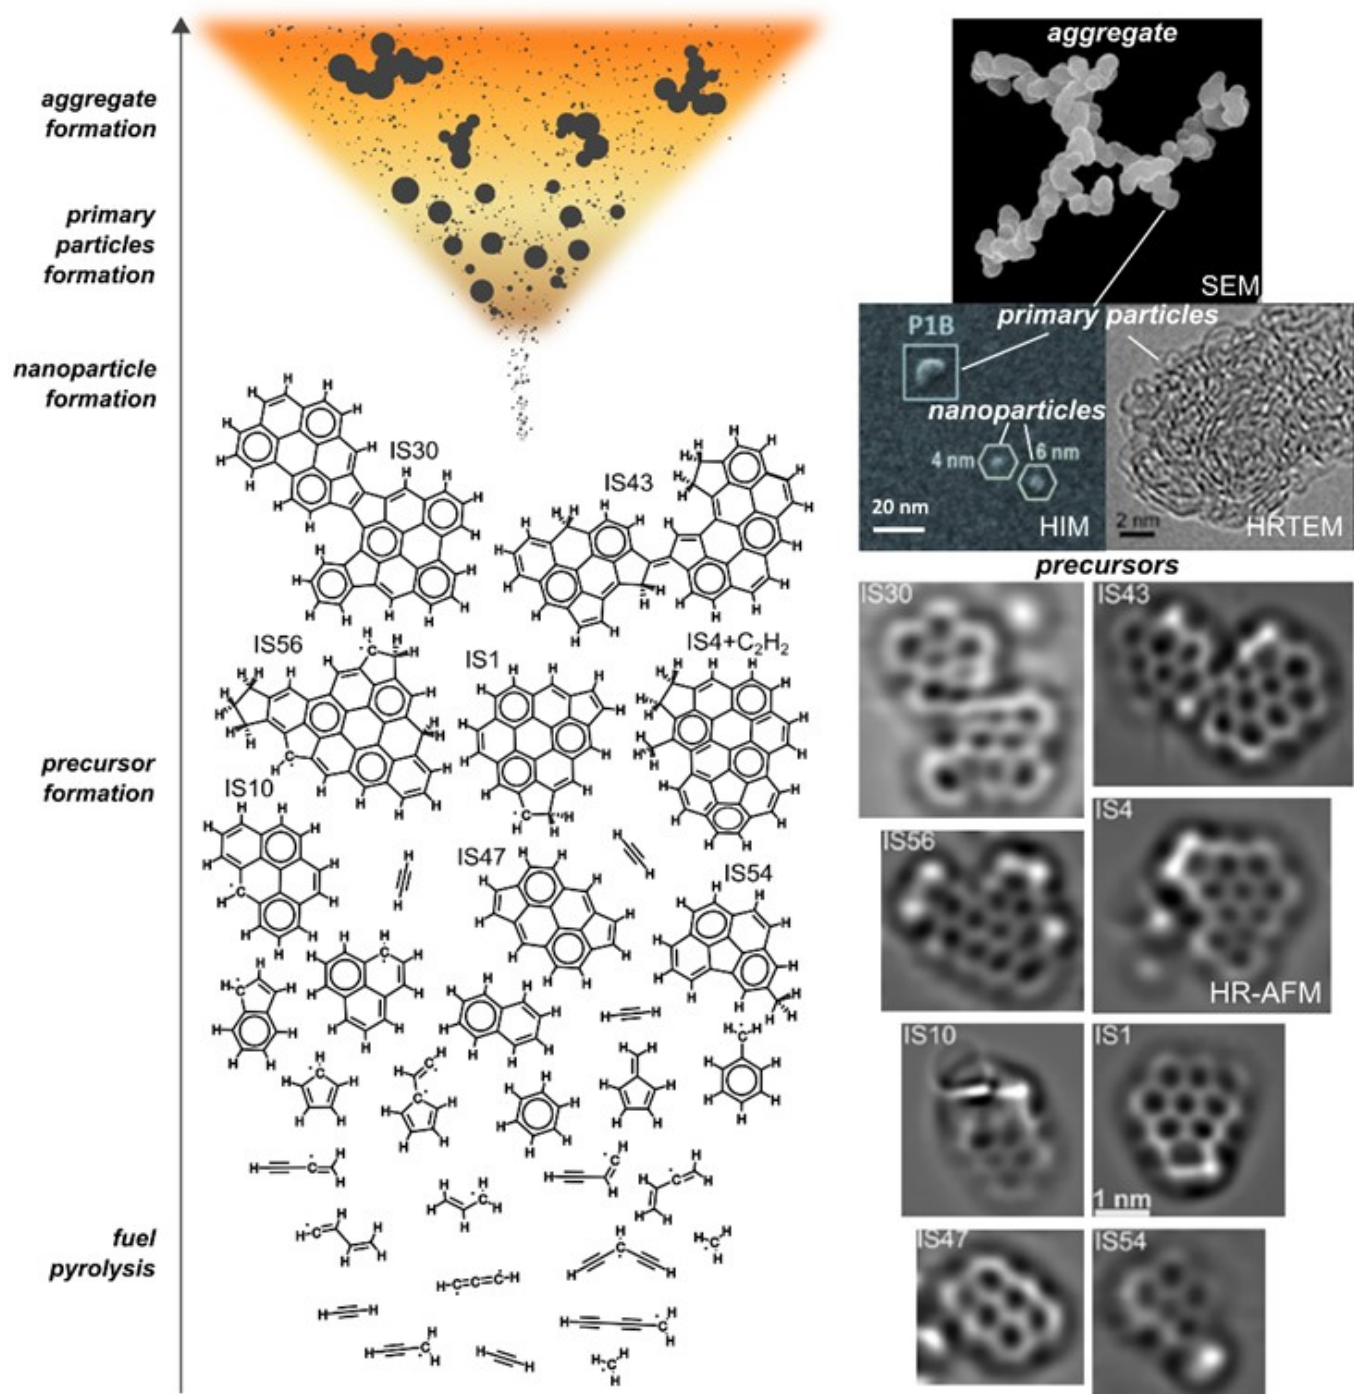 aggregate
formation
primary
particles
formation
nanoparticle
formation
precursor
formation
fuel
pyrolysis
IS30
IS43
IS56
IS1
IS4+C₂H₂
IS10
IS47
IS54
aggregate
SEM
primary particles
P1B
nanoparticles
4 nm
6 nm
20 nm
HIM
2 nm
HRTEM
precursors
IS30
IS43
IS56
IS4
HR-AFM
IS10
IS1
1 nm
IS47
IS54